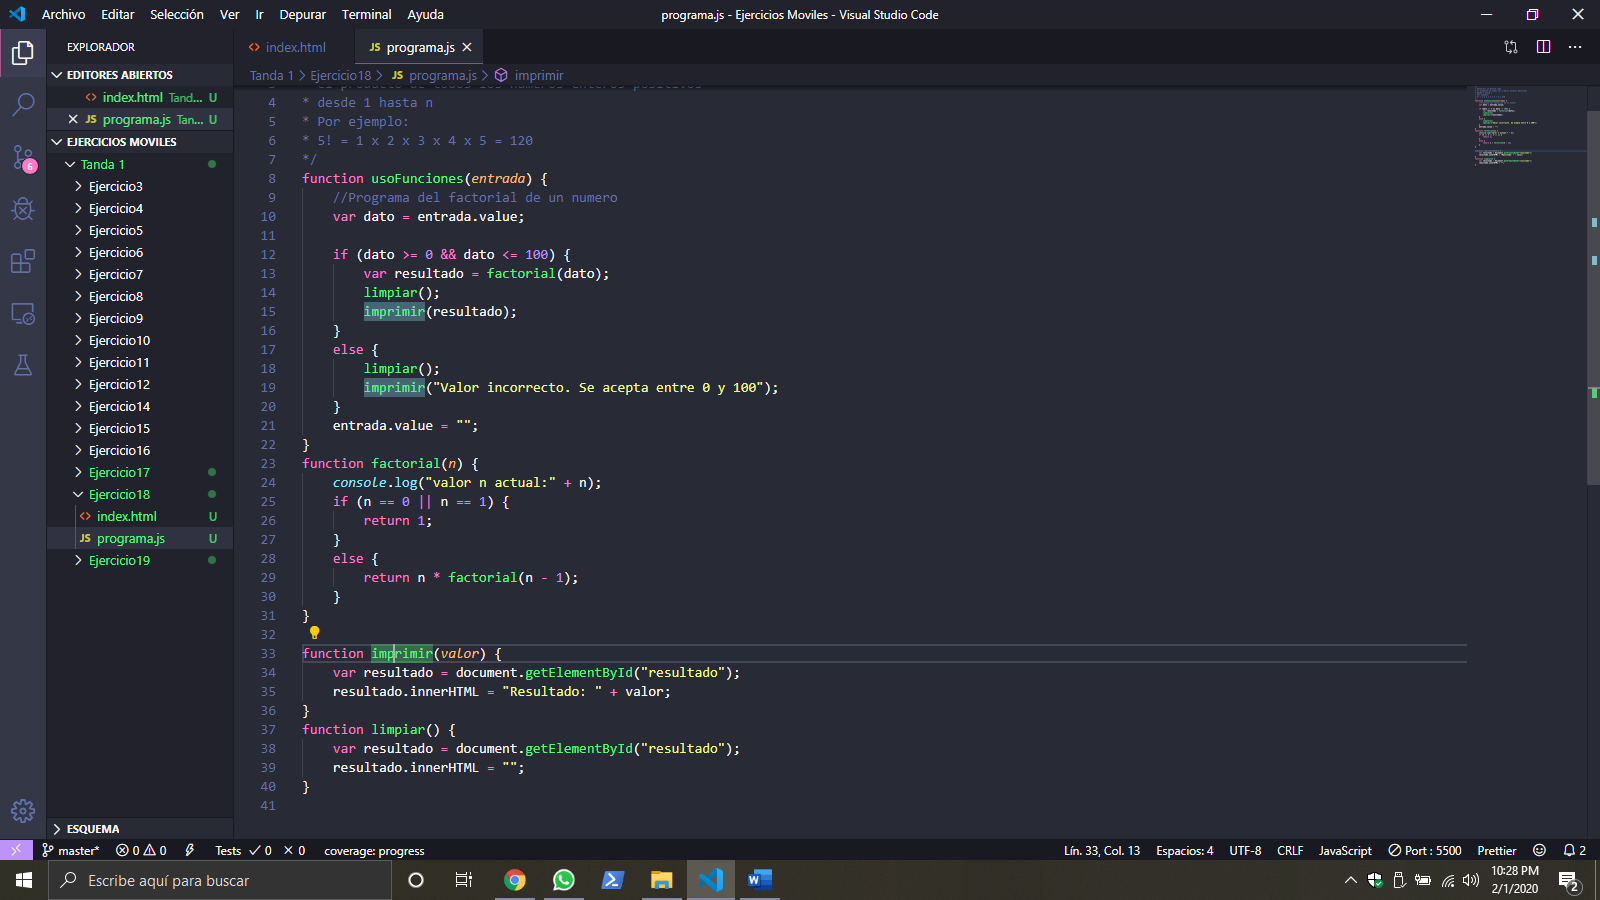 Archivo Editar Selección Ver Ir Depurar Terminal Ayuda
programa.js - Ejercicios Moviles - Visual Studio Code
EXPLORADOR
EDITORES ABIERTOS
index.html Tand... U
JS programa.js Tan... U
EJERCICIOS MOVILES
Tanda 1
Ejercicio3
Ejercicio4
Ejercicio5
Ejercicio6
Ejercicio7
Ejercicio8
Ejercicio9
Ejercicio10
Ejercicio11
Ejercicio12
Ejercicio14
Ejercicio15
Ejercicio16
Ejercicio17
Ejercicio18
index.html U
JS programa.js U
Ejercicio19
ESQUEMA
6
index.html
JS programa.js
Tanda 1 > Ejercicio18 > JS programa.js > imprimir
4 * desde 1 hasta n
5 * Por ejemplo:
6 * 5! = 1 x 2 x 3 x 4 x 5 = 120
7 */
8 function usoFunciones(entrada) {
9 //Programa del factorial de un numero
10 var dato = entrada.value;
11
12 if (dato >= 0 && dato <= 100) {
13 var resultado = factorial(dato);
14 limpiar();
15 imprimir(resultado);
16 }
17 else {
18 limpiar();
19 imprimir("Valor incorrecto. Se acepta entre 0 y 100");
20 }
21 entrada.value = "";
22 }
23 function factorial(n) {
24 console.log("valor n actual:" + n);
25 if (n == 0 || n == 1) {
26 return 1;
27 }
28 else {
29 return n * factorial(n - 1);
30 }
31 }
32
33 function imprimir(valor) {
34 var resultado = document.getElementById("resultado");
35 resultado.innerHTML = "Resultado: " + valor;
36 }
37 function limpiar() {
38 var resultado = document.getElementById("resultado");
39 resultado.innerHTML = "";
40 }
41
master* 0 0 Tests 0 0 coverage: progress
Lín. 33, Col. 13 Espacios: 4 UTF-8 CRLF JavaScript Port : 5500 Prettier 2
Escribe aquí para buscar
10:28 PM
2/1/2020
2